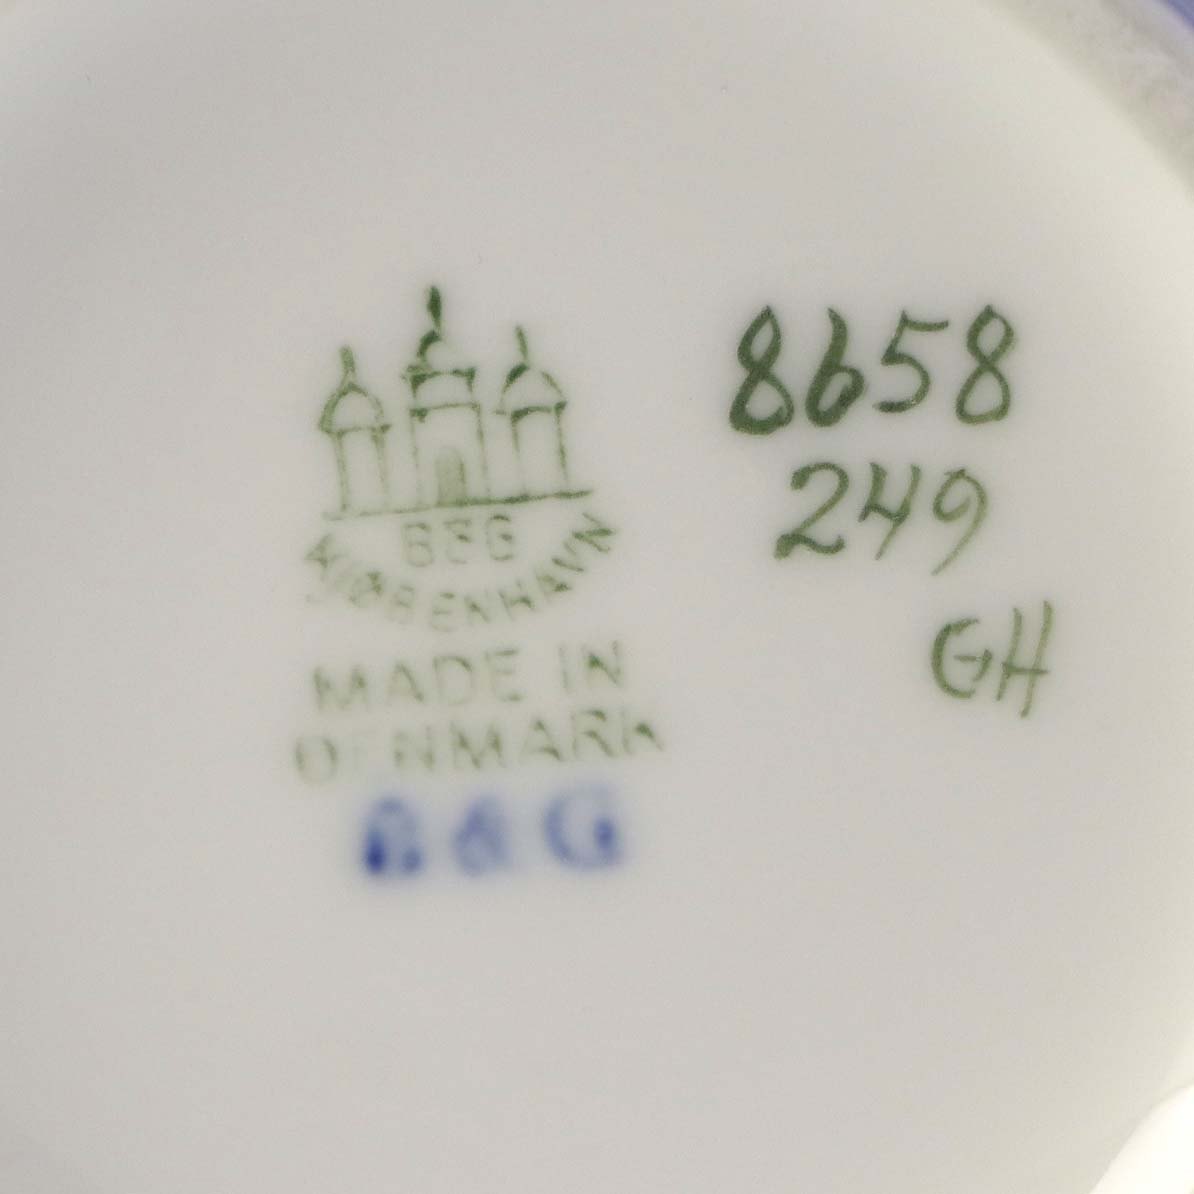 B&G
KJØBENHAVN
MADE IN
DENMARK
B&G
8658
249
GH